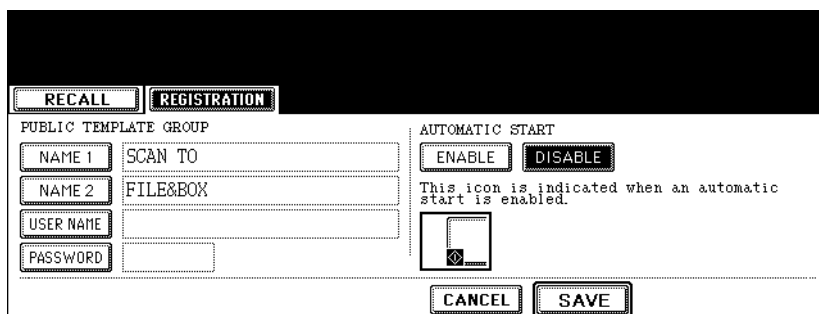 RECALL
REGISTRATION
PUBLIC TEMPLATE GROUP
NAME 1
SCAN TO
NAME 2
FILE&BOX
USER NAME
PASSWORD
AUTOMATIC START
ENABLE
DISABLE
This icon is indicated when an automatic
start is enabled.
CANCEL
SAVE